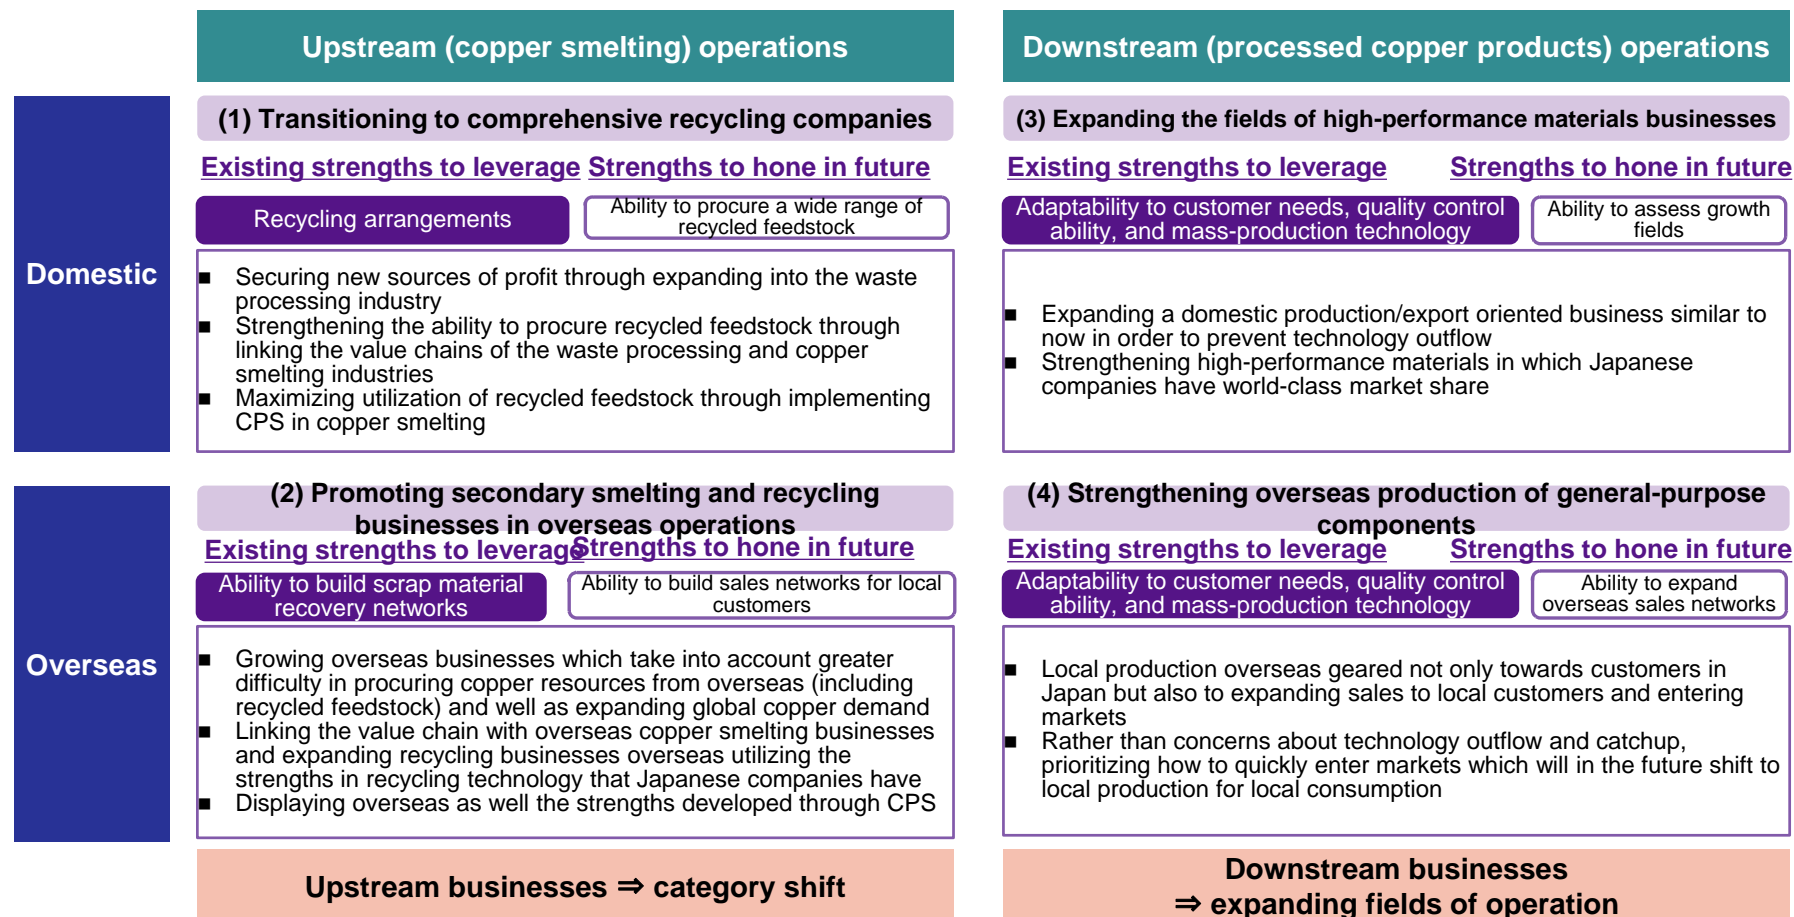 Upstream (copper smelting) operations
Downstream (processed copper products) operations
Domestic
(1) Transitioning to comprehensive recycling companies
Existing strengths to leverage
Strengths to hone in future
Recycling arrangements
Ability to procure a wide range of
recycled feedstock
■ Securing new sources of profit through expanding into the waste
processing industry
■ Strengthening the ability to procure recycled feedstock through
linking the value chains of the waste processing and copper
smelting industries
■ Maximizing utilization of recycled feedstock through implementing
CPS in copper smelting
(3) Expanding the fields of high-performance materials businesses
Existing strengths to leverage
Strengths to hone in future
Adaptability to customer needs, quality control
ability, and mass-production technology
Ability to assess growth
fields
■ Expanding a domestic production/export oriented business similar to
now in order to prevent technology outflow
■ Strengthening high-performance materials in which Japanese
companies have world-class market share
Overseas
(2) Promoting secondary smelting and recycling
businesses in overseas operations
Existing strengths to leverage
Strengths to hone in future
Ability to build scrap material
recovery networks
Ability to build sales networks for local
customers
■ Growing overseas businesses which take into account greater
difficulty in procuring copper resources from overseas (including
recycled feedstock) and well as expanding global copper demand
■ Linking the value chain with overseas copper smelting businesses
and expanding recycling businesses overseas utilizing the
strengths in recycling technology that Japanese companies have
■ Displaying overseas as well the strengths developed through CPS
(4) Strengthening overseas production of general-purpose
components
Existing strengths to leverage
Strengths to hone in future
Adaptability to customer needs, quality control
ability, and mass-production technology
Ability to expand
overseas sales networks
■ Local production overseas geared not only towards customers in
Japan but also to expanding sales to local customers and entering
markets
■ Rather than concerns about technology outflow and catchup,
prioritizing how to quickly enter markets which will in the future shift to
local production for local consumption
Upstream businesses ⇒ category shift
Downstream businesses
⇒ expanding fields of operation